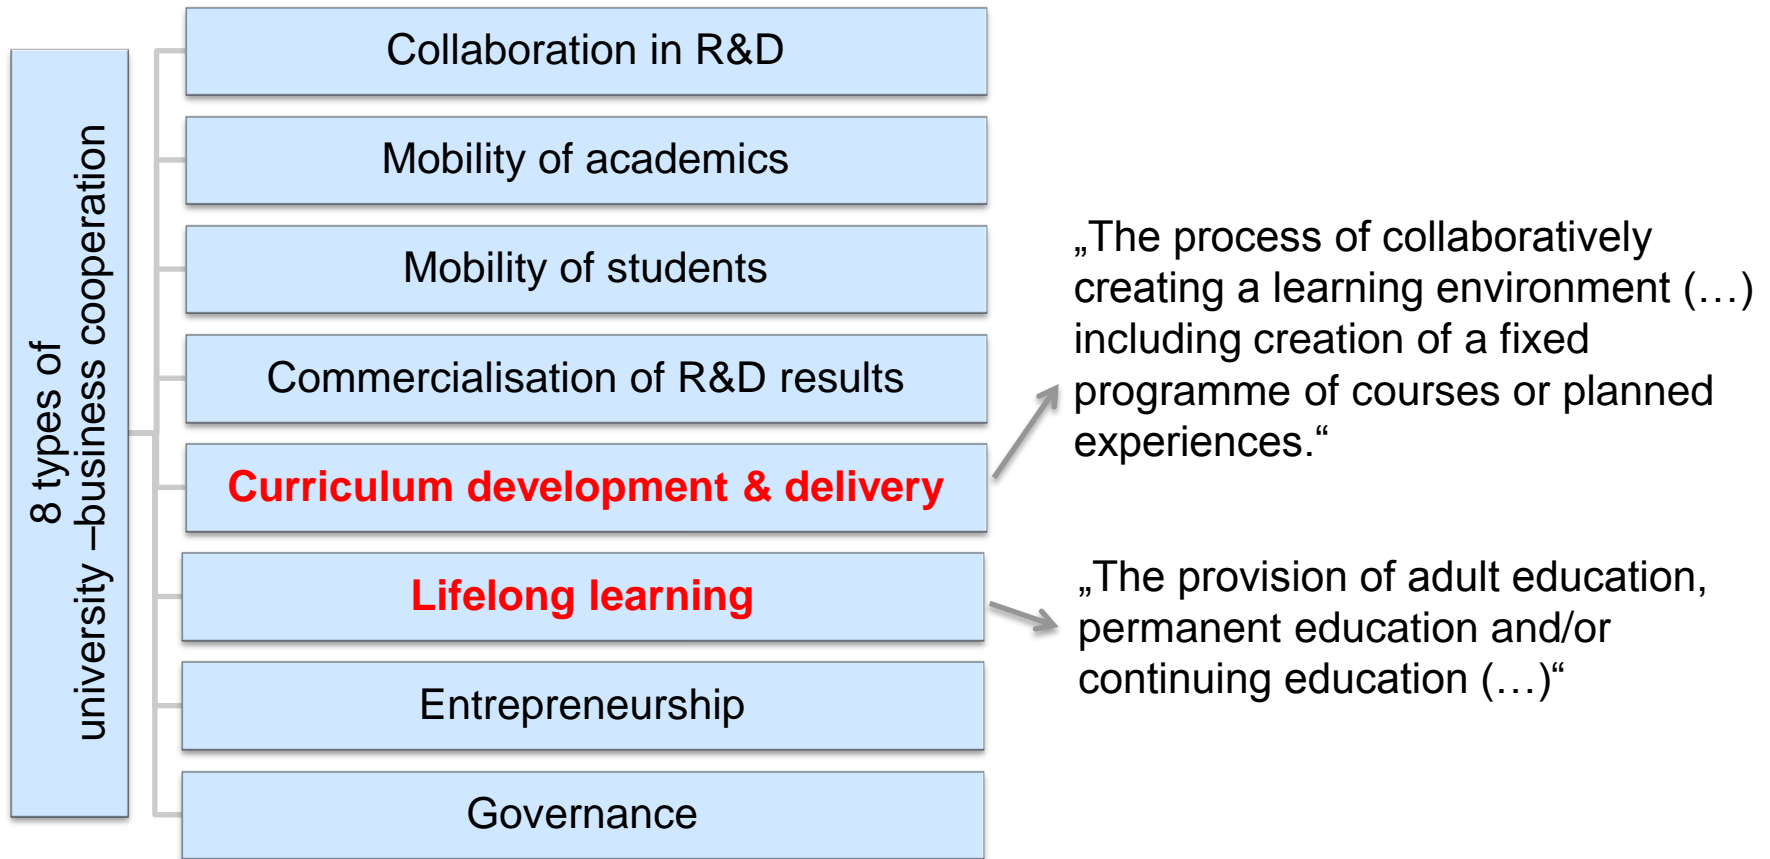 8 types of
university –business cooperation
Collaboration in R&D
Mobility of academics
Mobility of students
Commercialisation of R&D results
Curriculum development & delivery
Lifelong learning
Entrepreneurship
Governance
„The process of collaboratively
creating a learning environment (…)
including creation of a fixed
programme of courses or planned
experiences.“
„The provision of adult education,
permanent education and/or
continuing education (…)“